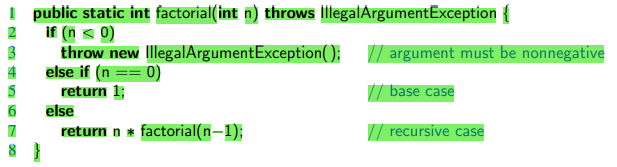 1 public static int factorial(int n) throws IllegalArgumentException {
2 if (n < 0)
3 throw new IllegalArgumentException(); // argument must be nonnegative
4 else if (n == 0)
5 return 1; // base case
6 else
7 return n * factorial(n−1); // recursive case
8 }